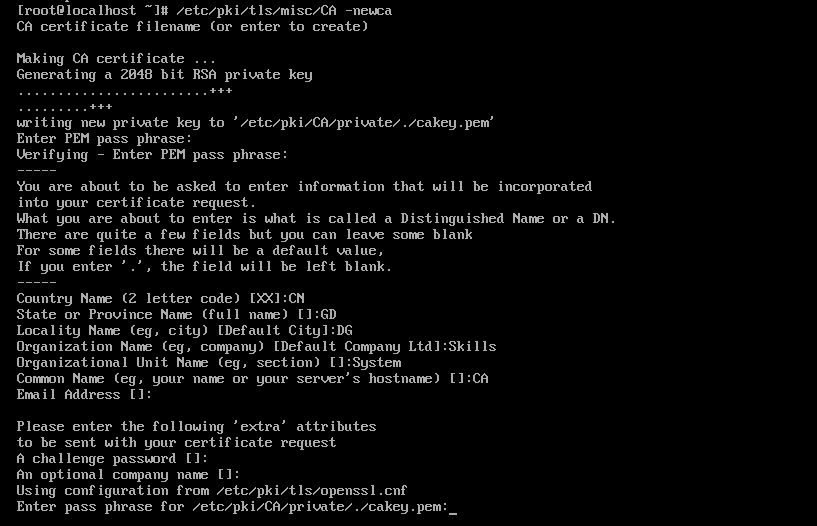 [root@localhost ~]# /etc/pki/tls/misc/CA -newca
CA certificate filename (or enter to create)
Making CA certificate ...
Generating a 2048 bit RSA private key
........................+++
.........+++
writing new private key to '/etc/pki/CA/private/./cakey.pem'
Enter PEM pass phrase:
Verifying - Enter PEM pass phrase:
-----
You are about to be asked to enter information that will be incorporated
into your certificate request.
What you are about to enter is what is called a Distinguished Name or a DN.
There are quite a few fields but you can leave some blank
For some fields there will be a default value,
If you enter '.', the field will be left blank.
-----
Country Name (2 letter code) [XX]:CN
State or Province Name (full name) []:GD
Locality Name (eg, city) [Default City]:DG
Organization Name (eg, company) [Default Company Ltd]:Skills
Organizational Unit Name (eg, section) []:System
Common Name (eg, your name or your server's hostname) []:CA
Email Address []:
Please enter the following 'extra' attributes
to be sent with your certificate request
A challenge password []:
An optional company name []:
Using configuration from /etc/pki/tls/openssl.cnf
Enter pass phrase for /etc/pki/CA/private/./cakey.pem:_